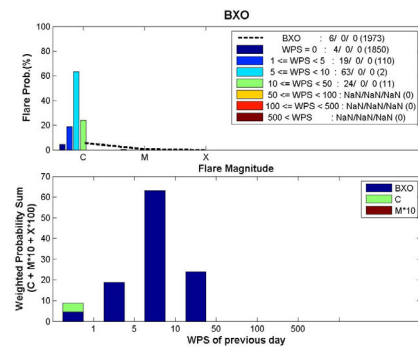 BXO
BXO : 6/ 0/ 0 (1973)
WPS = 0 : 4/ 0/ 0 (1850)
1 <= WPS < 5 : 19/ 0/ 0 (110)
5 <= WPS < 10 : 63/ 0/ 0 (2)
10 <= WPS < 50 : 24/ 0/ 0 (11)
50 <= WPS < 100 : NaN/NaN/NaN (0)
100 <= WPS < 500 : NaN/NaN/NaN (0)
500 < WPS : NaN/NaN/NaN (0)
Flare Prob.(%)
100
80
60
40
20
0
C M X
Flare Magnitude
Weighted Probability Sum
(C + M*10 + X*100)
70
60
50
40
30
20
10
0
BXO
C
M*10
1 5 10 50 100 500
WPS of previous day